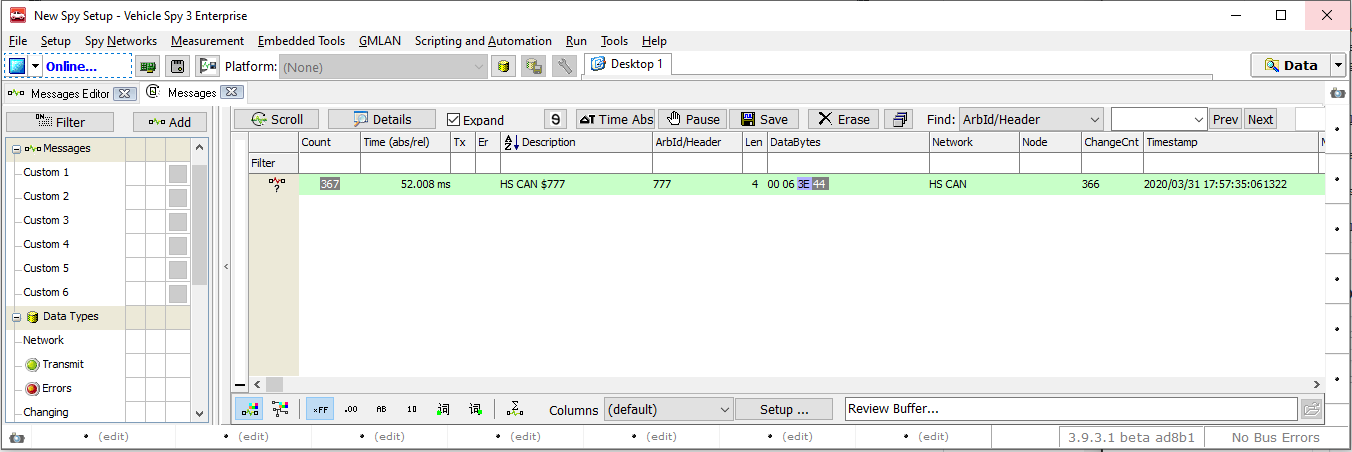 New Spy Setup - Vehicle Spy 3 Enterprise
File Setup Spy Networks Measurement Embedded Tools GMLAN Scripting and Automation Run Tools Help
Online... Platform: (None) Desktop 1 Data
Messages Editor Messages
Filter Add Scroll Details Expand Time Abs Pause Save Erase Find: ArbId/Header Prev Next
Messages
Custom 1
Custom 2
Custom 3
Custom 4
Custom 5
Custom 6
Data Types
Network
Transmit
Errors
Changing
Count Time (abs/rel) Tx Er AZ Description ArbId/Header Len DataBytes Network Node ChangeCnt Timestamp
Filter
? 367 52.008 ms HS CAN $777 777 4 00 06 3E 44 HS CAN 366 2020/03/31 17:57:35:061322
xFF .00 AB 10 词 词 Σ Columns (default) Setup ... Review Buffer...
(edit) (edit) (edit) (edit) (edit) (edit) (edit) 3.9.3.1 beta ad8b1 No Bus Errors